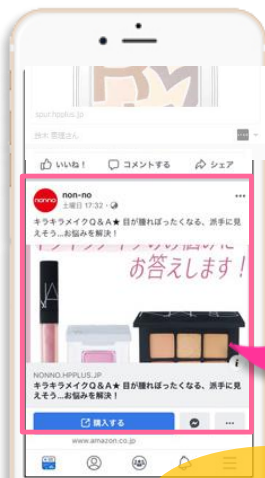 spur.hpplus.jp
いいね！ コメントする シェア
nonno
non-no
土曜日 17:32
キラキラメイクＱ＆Ａ★ 目が腫れぼったくなる、派手に見
えそう…お悩みを解決！
お答えします！
NARS
NONNO.HPPLUS.JP
キラキラメイクＱ＆Ａ★ 目が腫れぼったくなる、派手に見
えそう…お悩みを解決！
購入する
www.amazon.co.jp